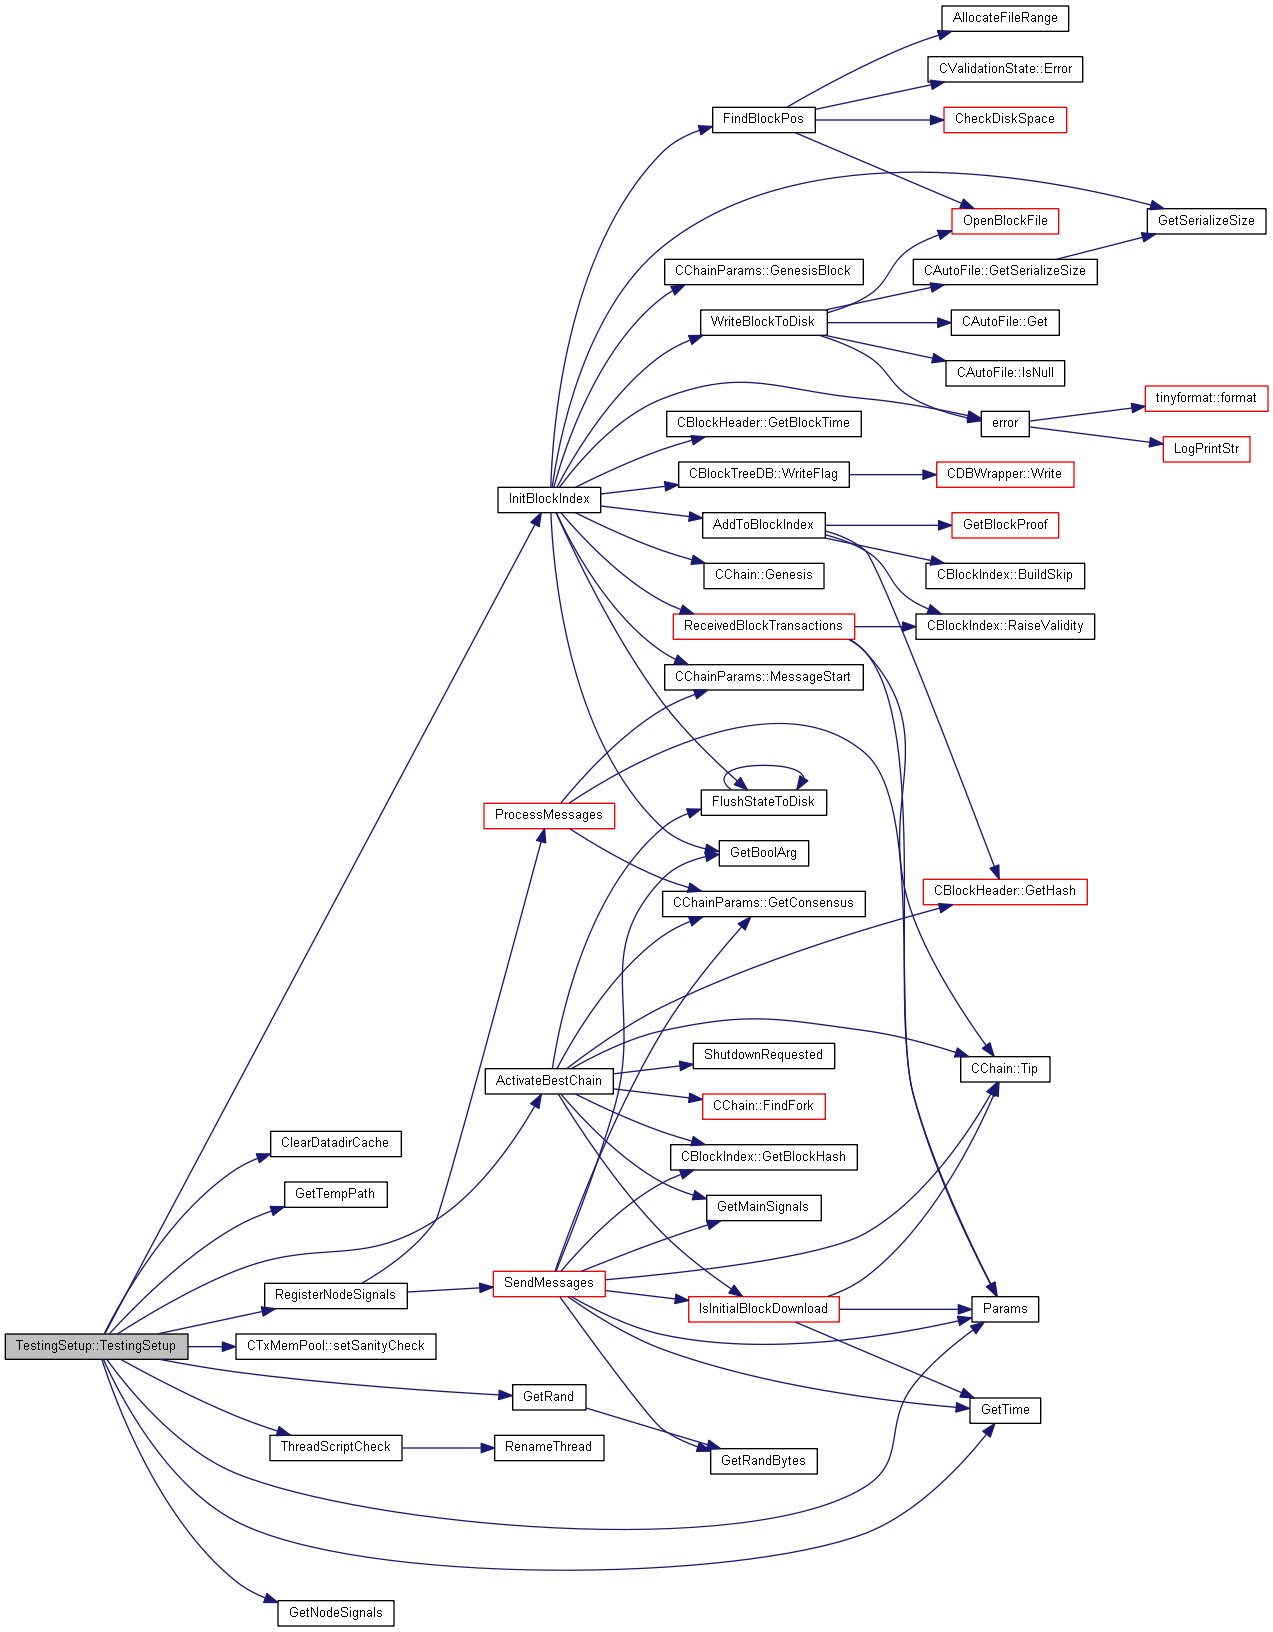 AllocateFileRange
CValidationState::Error
FindBlockPos
CheckDiskSpace
OpenBlockFile
GetSerializeSize
CChainParams::GenesisBlock
CAutoFile::GetSerializeSize
WriteBlockToDisk
CAutoFile::Get
CAutoFile::IsNull
tinyformat::format
CBlockHeader::GetBlockTime
error
LogPrintStr
CBlockTreeDB::WriteFlag
CDBWrapper::Write
InitBlockIndex
AddToBlockIndex
GetBlockProof
CChain::Genesis
CBlockIndex::BuildSkip
ReceivedBlockTransactions
CBlockIndex::RaiseValidity
CChainParams::MessageStart
FlushStateToDisk
ProcessMessages
GetBoolArg
CChainParams::GetConsensus
CBlockHeader::GetHash
ShutdownRequested
CChain::Tip
ActivateBestChain
CChain::FindFork
ClearDatadirCache
CBlockIndex::GetBlockHash
GetTempPath
GetMainSignals
SendMessages
RegisterNodeSignals
IsInitialBlockDownload
Params
TestingSetup::TestingSetup
CTxMemPool::setSanityCheck
GetRand
GetTime
ThreadScriptCheck
RenameThread
GetRandBytes
GetNodeSignals